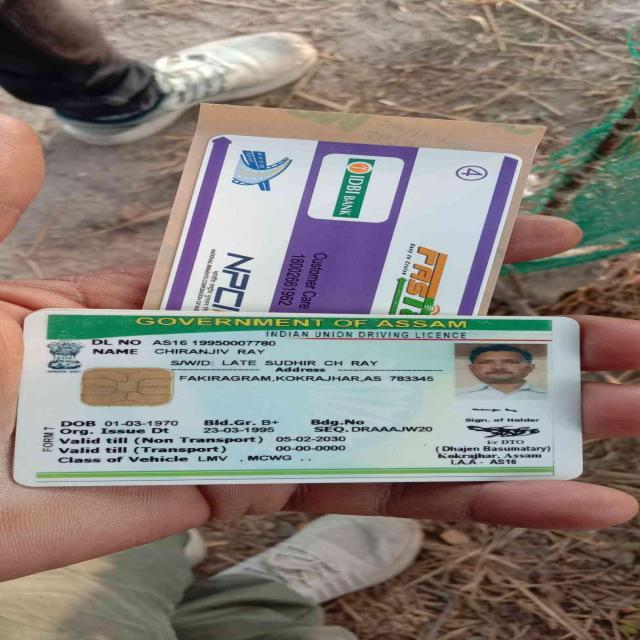 IDBI BANK
4
Customer Care
18002661962
NPCI
GOVERNMENT OF ASSAM
INDIAN UNION DRIVING LICENCE
DL NO AS16 19950007780
NAME CHIRANJIV RAY
S/W/D: LATE SUDHIR CH RAY
Address
FAKIRAGRAM,KOKRAJHAR,AS 783345
FORM 7
DOB 01-03-1970 Bld.Gr. B+ Bdg.No
Org. Issue Dt 23-03-1995 SEQ.DRAAAJW20
Valid till (Non Transport) 05-02-2030
Valid till (Transport) 00-00-0000
Class of Vehicle LMV , MCWG , ,
Sign. of Holder
i/c DTO
(Dhajen Basumatary)
Kokrajhar, Assam
I.A.A - AS16